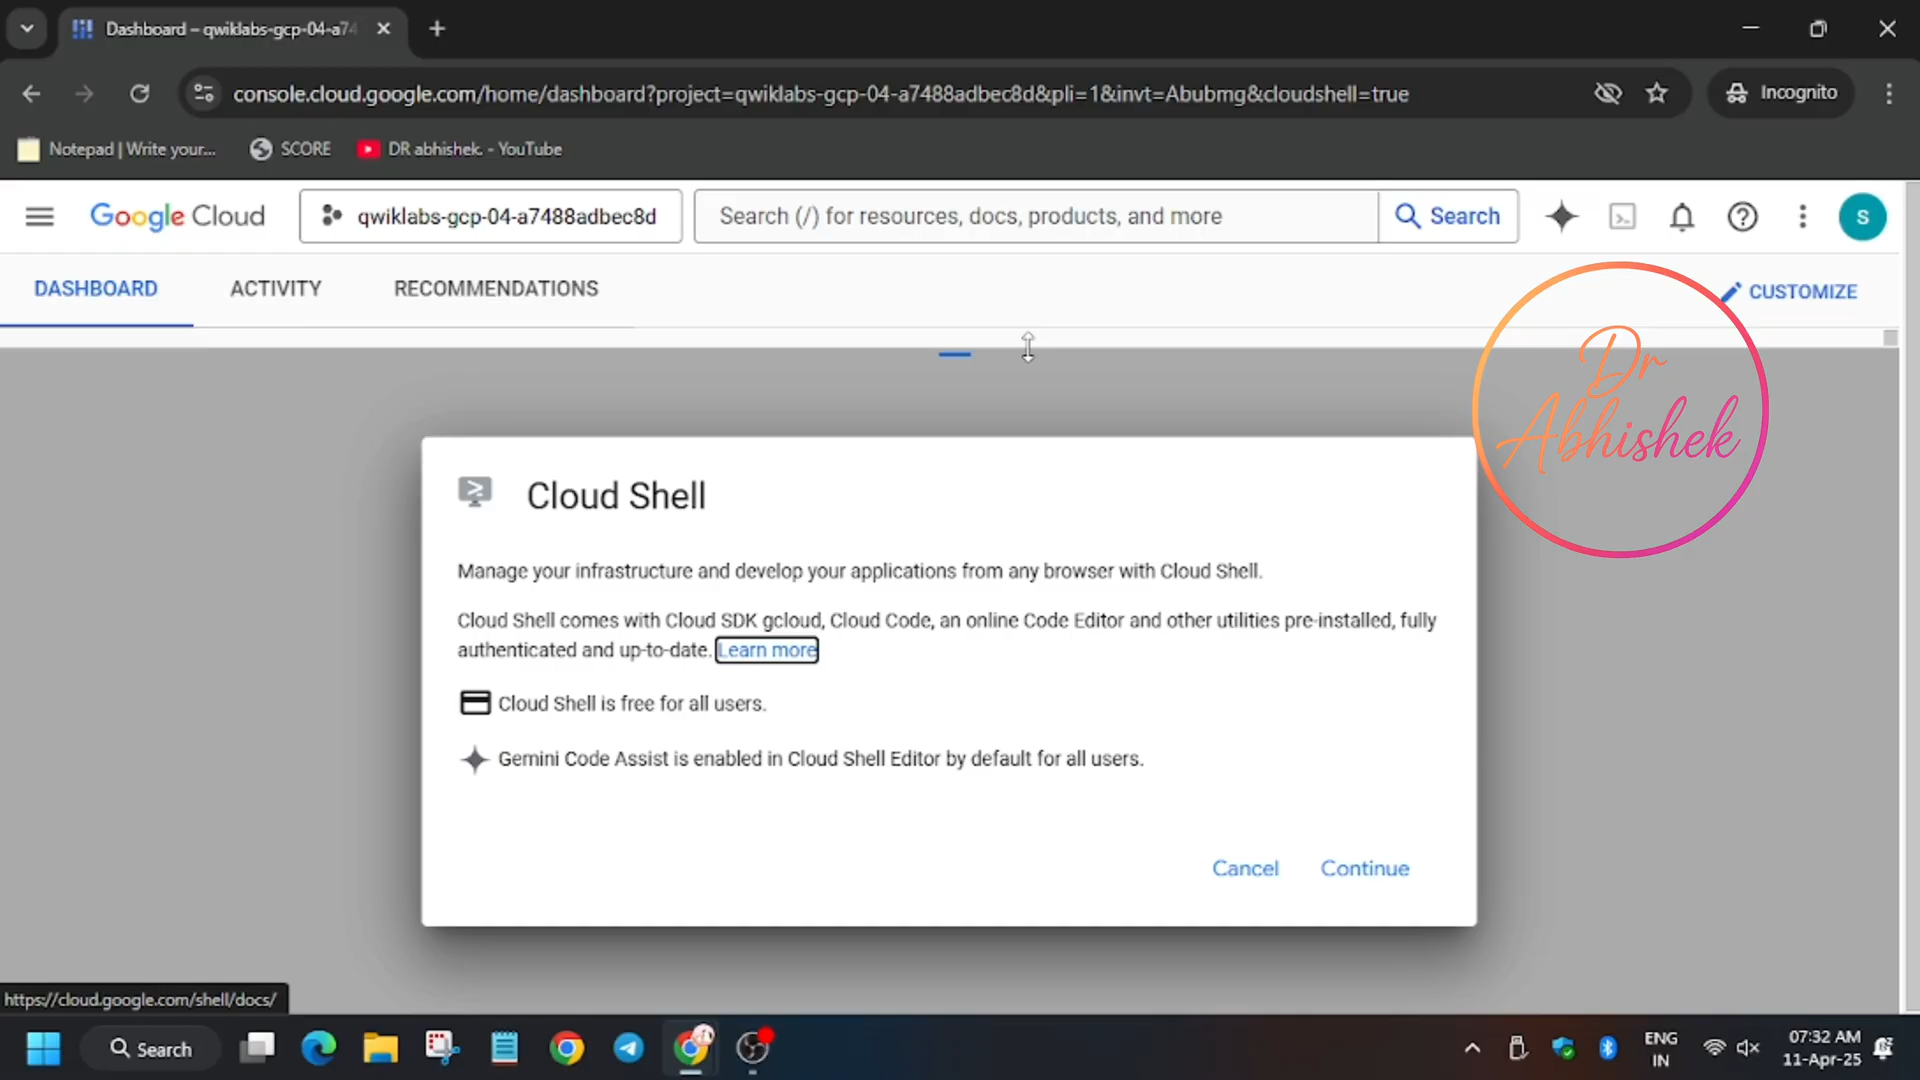 Dashboard – qwiklabs-gcp-04-a74
console.cloud.google.com/home/dashboard?project=qwiklabs-gcp-04-a7488adbec8d&pli=1&invt=Abubmg&cloudshell=true
Incognito
Notepad | Write your...
SCORE
DR abhishek. - YouTube
Google Cloud
qwiklabs-gcp-04-a7488adbec8d
Search (/) for resources, docs, products, and more
Search
S
DASHBOARD
ACTIVITY
RECOMMENDATIONS
CUSTOMIZE
Dr
Abhishek
Cloud Shell
Manage your infrastructure and develop your applications from any browser with Cloud Shell.
Cloud Shell comes with Cloud SDK gcloud, Cloud Code, an online Code Editor and other utilities pre-installed, fully
authenticated and up-to-date. Learn more
Cloud Shell is free for all users.
Gemini Code Assist is enabled in Cloud Shell Editor by default for all users.
Cancel
Continue
https://cloud.google.com/shell/docs/
Search
ENG
IN
07:32 AM
11-Apr-25